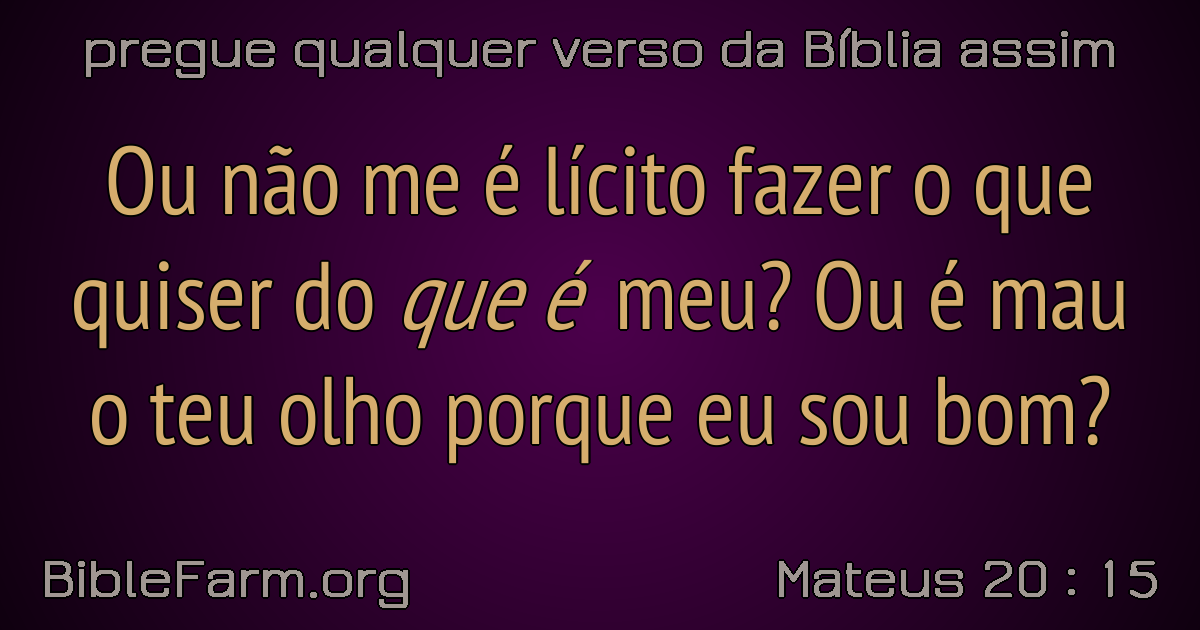 pregue qualquer verso da Bíblia assim
Ou não me é lícito fazer o que
quiser do que é meu? Ou é mau
o teu olho porque eu sou bom?
BibleFarm.org
Mateus 20 : 15